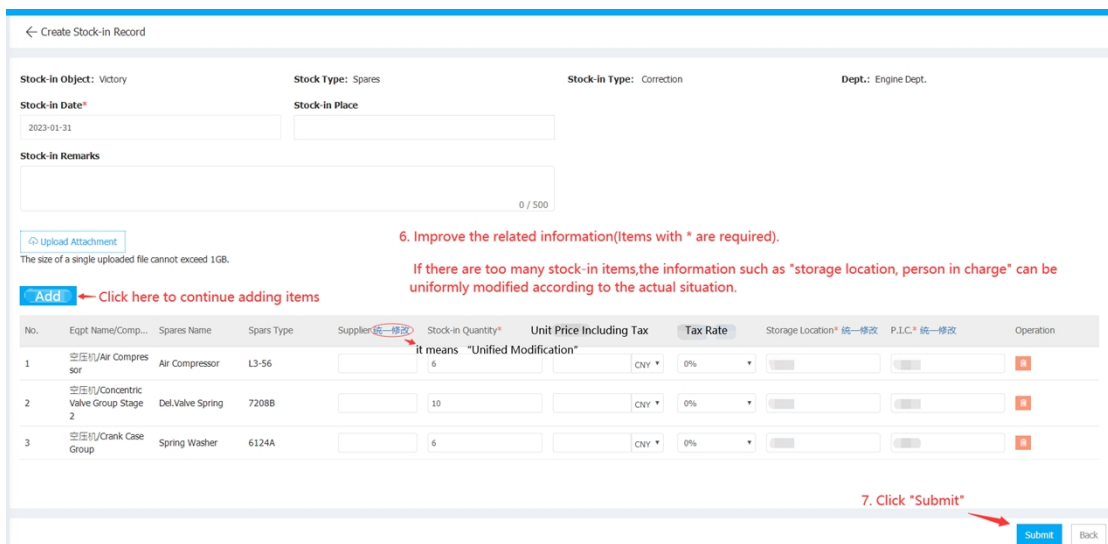 ← Create Stock-in Record
Stock-in Object: Victory Stock Type: Spares Stock-in Type: Correction Dept.: Engine Dept.
Stock-in Date* Stock-in Place
2023-01-31
Stock-in Remarks
0 / 500
6. Improve the related information(Items with * are required).
Upload Attachment
The size of a single uploaded file cannot exceed 1GB.
If there are too many stock-in items,the information such as "storage location, person in charge" can be
uniformly modified according to the actual situation.
Add Click here to continue adding items
No. Eqpt Name/Comp... Spares Name Spars Type Supplier 统一修改 Stock-in Quantity* Unit Price Including Tax Tax Rate Storage Location* 统一修改 P.I.C.* 统一修改 Operation
it means “Unified Modification”
1 空压机/Air Compres
sor Air Compressor L3-56 6 CNY 0%
2 空压机/Concentric
Valve Group Stage
2 Del.Valve Spring 7208B 10 CNY 0%
3 空压机/Crank Case
Group Spring Washer 6124A 6 CNY 0%
7. Click "Submit"
Submit Back